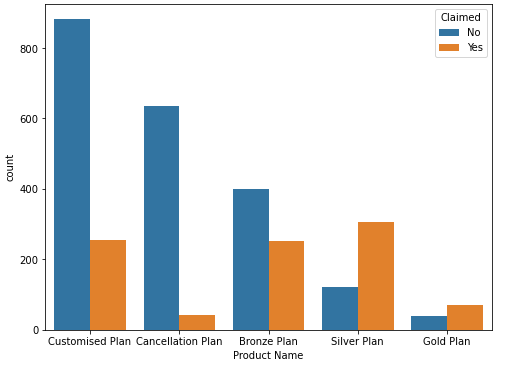 Claimed
No
Yes
800
600
400
200
0
count
Customised Plan
Cancellation Plan
Bronze Plan
Silver Plan
Gold Plan
Product Name